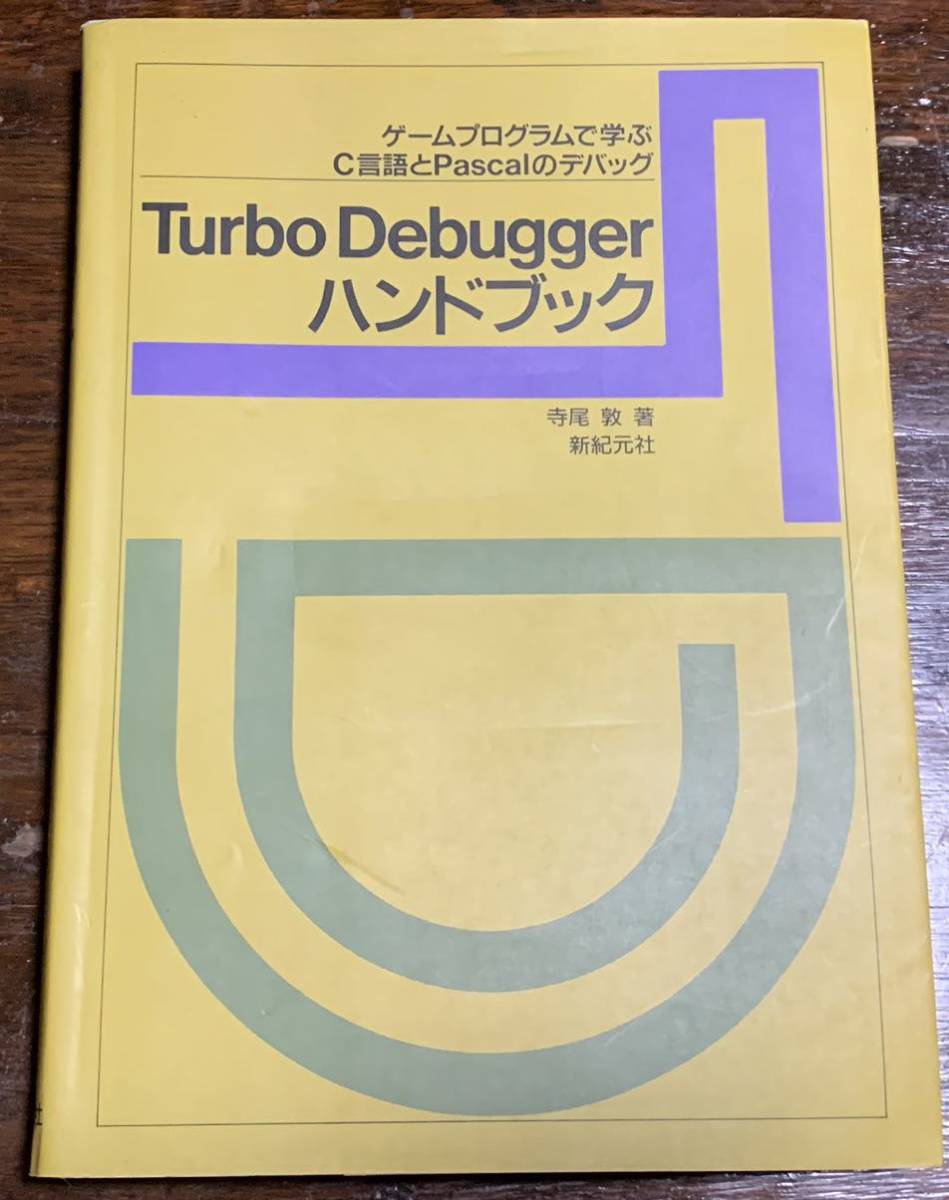 ゲームプログラムで学ぶ
C言語とPascalのデバッグ
Turbo Debugger
ハンドブック
寺尾 敦 著
新紀元社